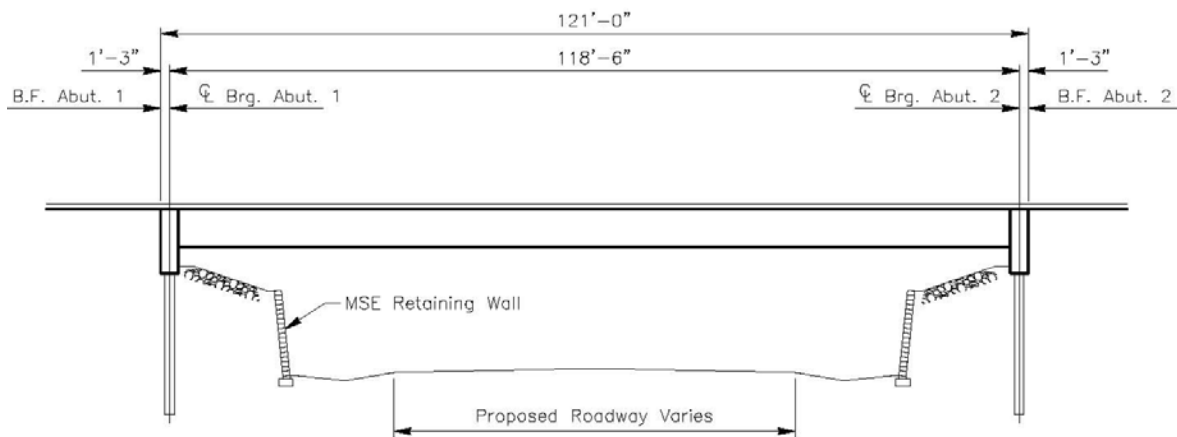 121'-0"
1'-3" 118'-6" 1'-3"
B.F. Abut. 1 ℄ Brg. Abut. 1 ℄ Brg. Abut. 2 B.F. Abut. 2
MSE Retaining Wall
Proposed Roadway Varies